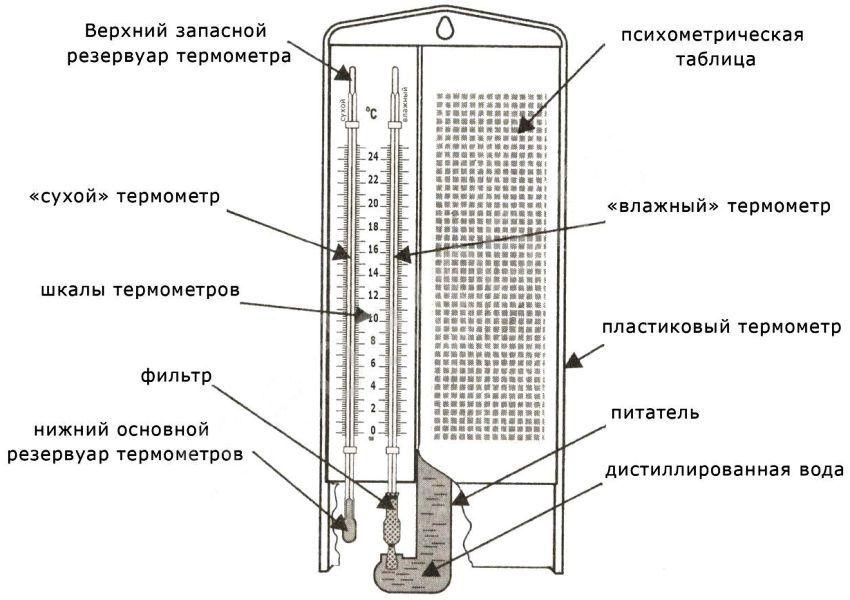 Верхний запасной
резервуар термометра
психометрическая
таблица
сухой
°C
влажный
24
22
20
18
16
14
12
10
8
6
4
2
0
«сухой» термометр
«влажный» термометр
шкалы термометров
пластиковый термометр
фильтр
питатель
нижний основной
резервуар термометров
дистиллированная вода